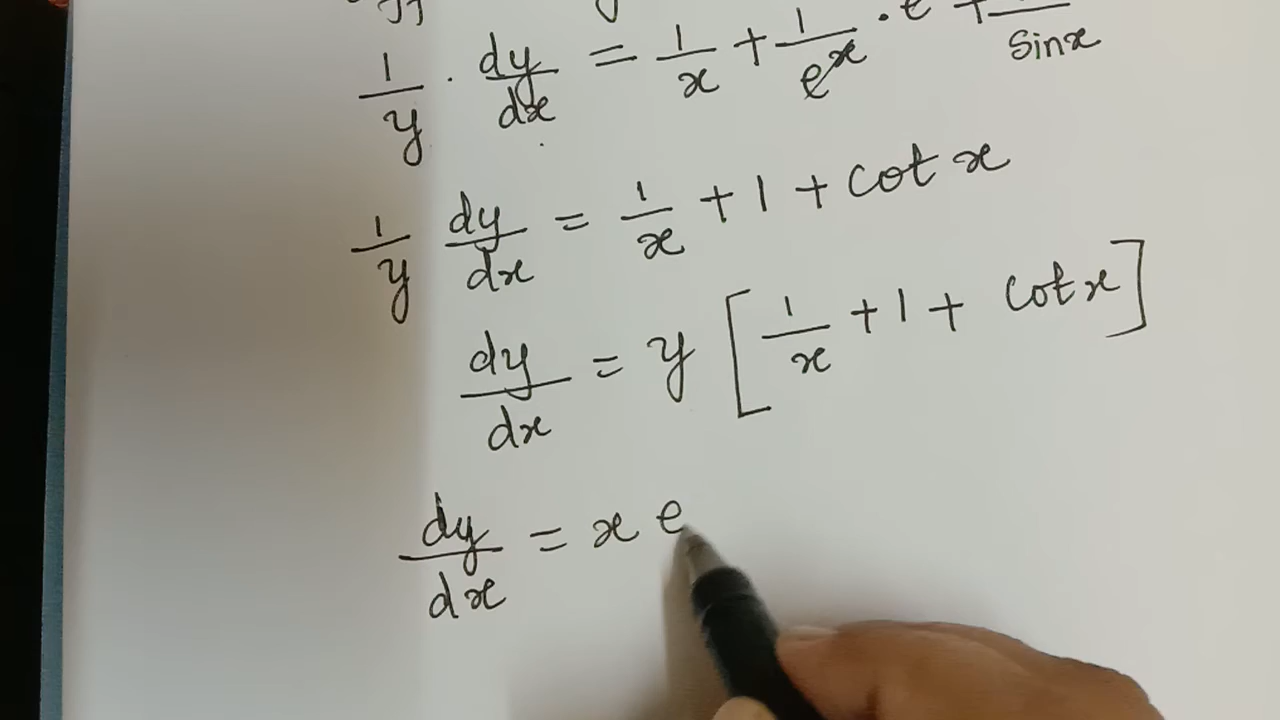 1/y · dy/dx = 1/x + 1/e^x · e + 1/sinx
1/y dy/dx = 1/x + 1 + cot x
dy/dx = y [1/x + 1 + cot x]
dy/dx = x e